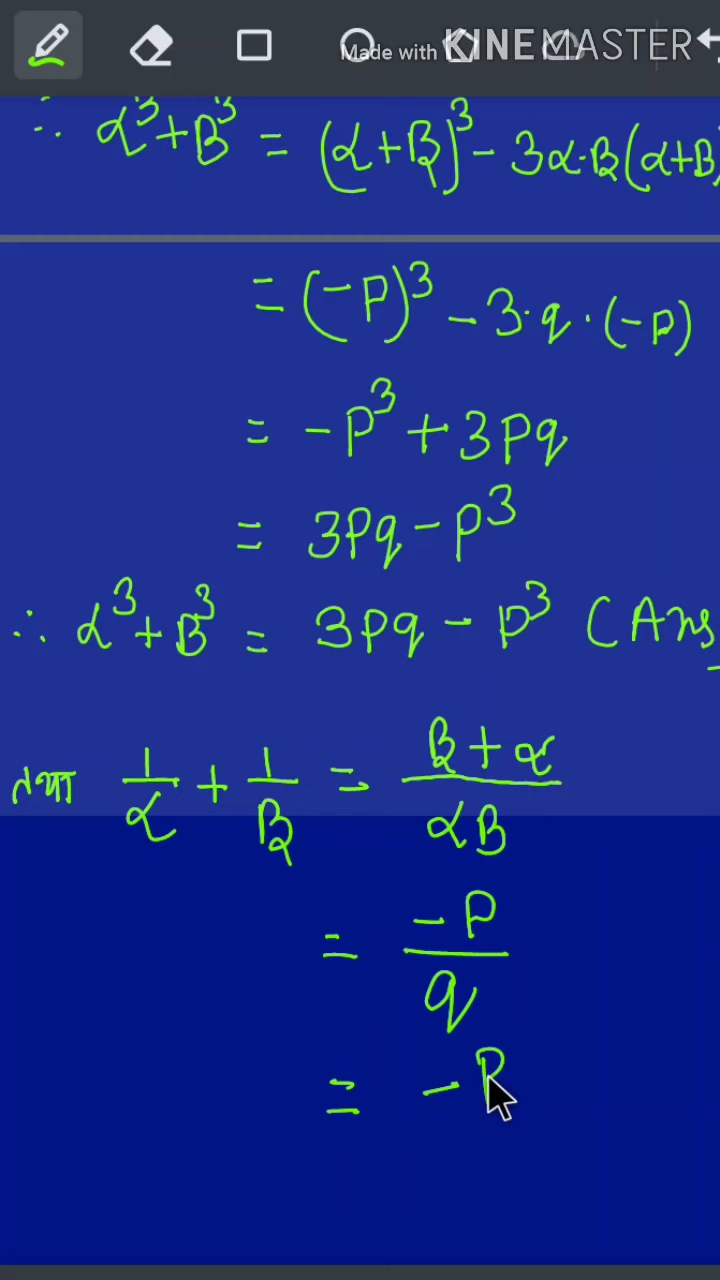 Made with KINEMASTER
∴ α³+β³ = (α+β)³ - 3α·β(α+β
= (-P)³ - 3·q·(-P)
= -P³ + 3Pq
= 3Pq - P³
∴ α³+β³ = 3Pq - P³ (Ans
1/α + 1/β = β+α/αβ
= -P/q
= -P